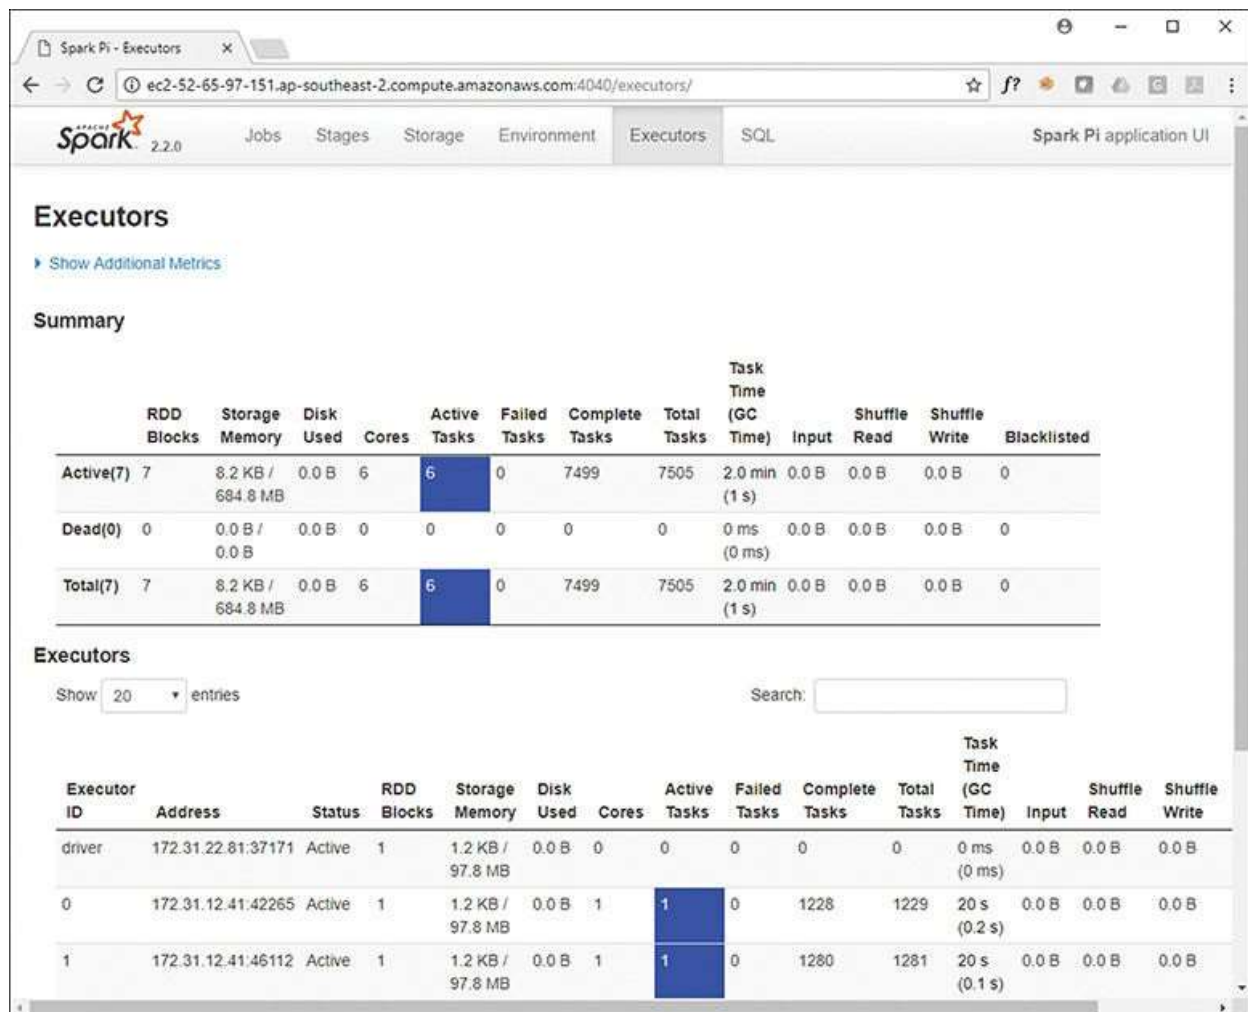 Spark Pi - Executors
ec2-52-65-97-151.ap-southeast-2.compute.amazonaws.com:4040/executors/ f?
APACHE
Spark 2.2.0 Jobs Stages Storage Environment Executors SQL Spark Pi application UI
Executors
Show Additional Metrics
Summary
RDD Blocks Storage Memory Disk Used Cores Active Tasks Failed Tasks Complete Tasks Total Tasks Task Time (GC Time) Input Shuffle Read Shuffle Write Blacklisted
Active(7) 7 8.2 KB / 0.0 B 6 6 0 7499 7505 2.0 min 0.0 B 0.0 B 0.0 B 0
684.8 MB (1 s)
Dead(0) 0 0.0 B / 0.0 B 0 0 0 0 0 0 ms 0.0 B 0.0 B 0.0 B 0
0.0 B (0 ms)
Total(7) 7 8.2 KB / 0.0 B 6 6 0 7499 7505 2.0 min 0.0 B 0.0 B 0.0 B 0
684.8 MB (1 s)
Executors
Show 20 entries Search:
Executor ID Address Status RDD Blocks Storage Memory Disk Used Cores Active Tasks Failed Tasks Complete Tasks Total Tasks Task Time (GC Time) Input Shuffle Read Shuffle Write
driver 172.31.22.81:37171 Active 1 1.2 KB / 0.0 B 0 0 0 0 0 0 ms 0.0 B 0.0 B 0.0 B
97.8 MB (0 ms)
0 172.31.12.41:42265 Active 1 1.2 KB / 0.0 B 1 1 0 1228 1229 20 s 0.0 B 0.0 B 0.0 B
97.8 MB (0.2 s)
1 172.31.12.41:46112 Active 1 1.2 KB / 0.0 B 1 1 0 1280 1281 20 s 0.0 B 0.0 B 0.0 B
97.8 MB (0.1 s)